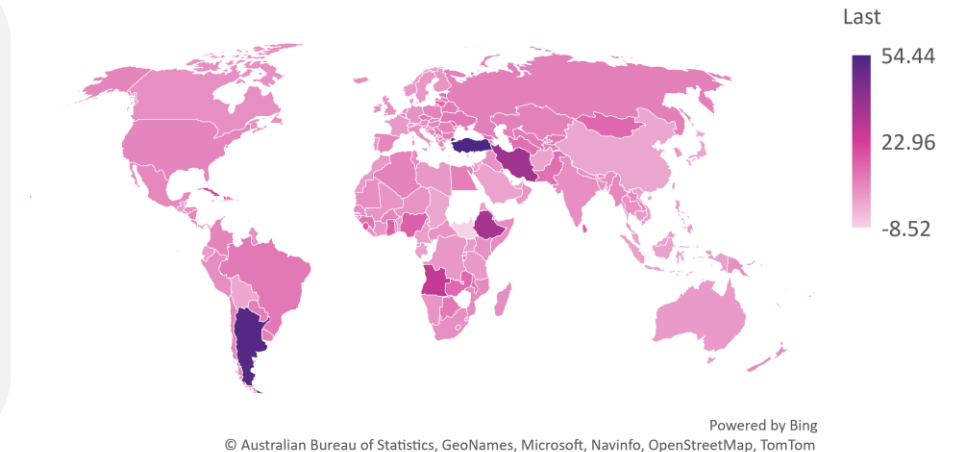 Last
54.44
22.96
-8.52
Powered by Bing
© Australian Bureau of Statistics, GeoNames, Microsoft, Navinfo, OpenStreetMap, TomTom